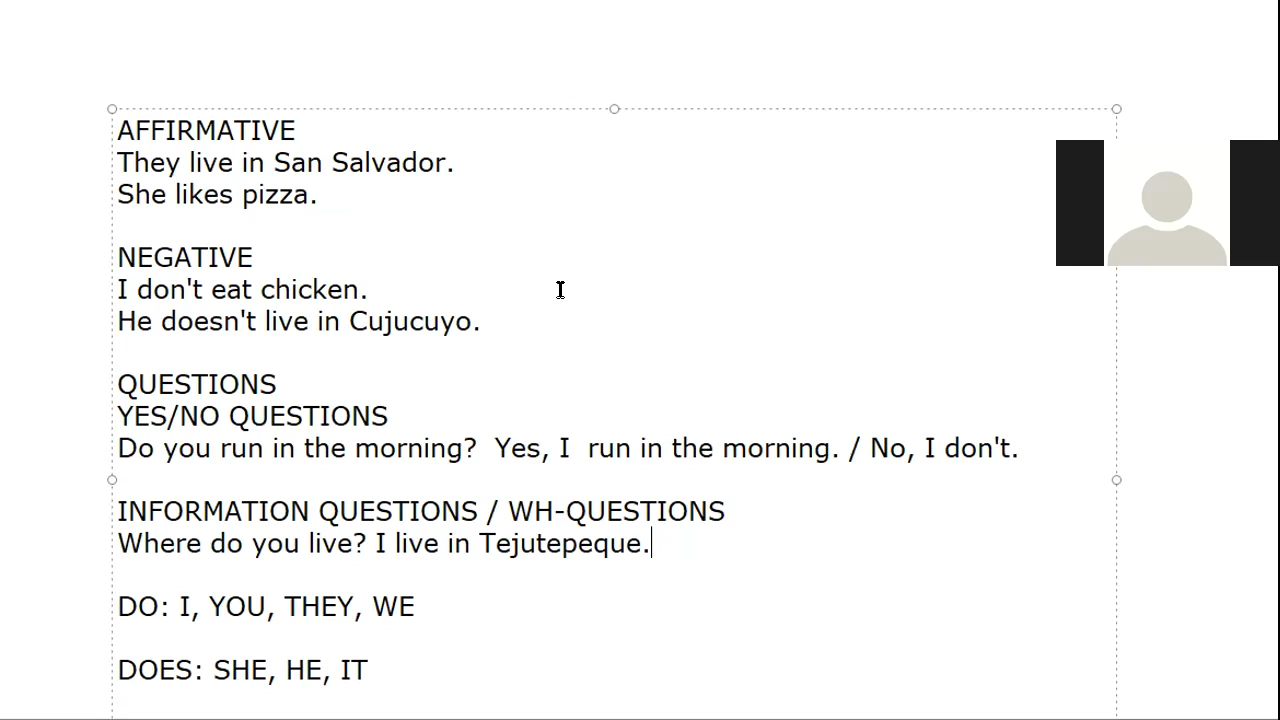 AFFIRMATIVE
They live in San Salvador.
She likes pizza.
NEGATIVE
I don't eat chicken.
He doesn't live in Cujucuyo.
QUESTIONS
YES/NO QUESTIONS
Do you run in the morning?  Yes, I  run in the morning. / No, I don't.
INFORMATION QUESTIONS / WH-QUESTIONS
Where do you live? I live in Tejutepeque.
DO: I, YOU, THEY, WE
DOES: SHE, HE, IT